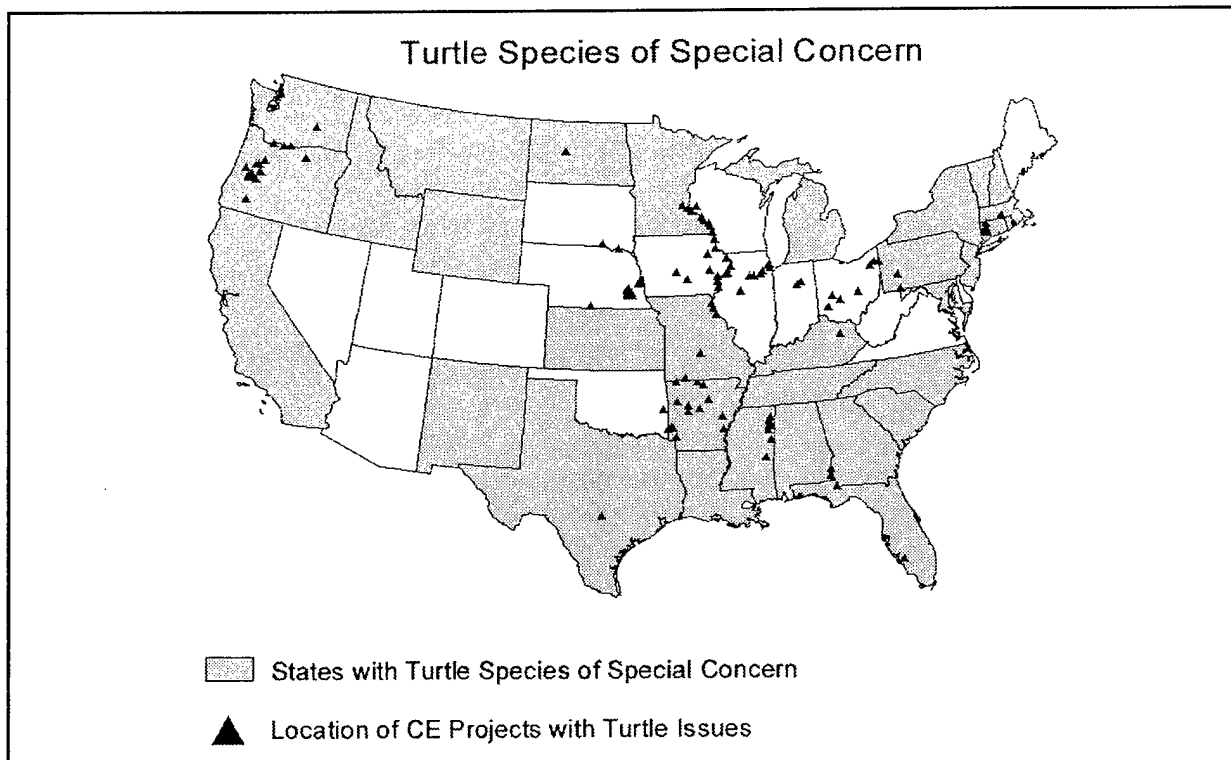 Turtle Species of Special Concern
States with Turtle Species of Special Concern
Location of CE Projects with Turtle Issues